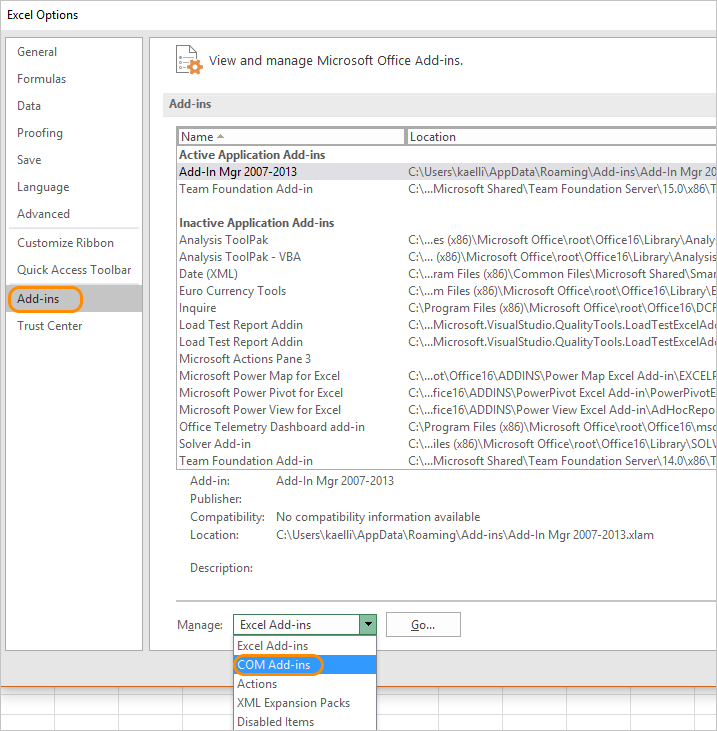 Excel Options
General
Formulas
Data
Proofing
Save
Language
Advanced
Customize Ribbon
Quick Access Toolbar
Add-ins
Trust Center
View and manage Microsoft Office Add-ins.
Add-ins
Name Location
Active Application Add-ins
Add-In Mgr 2007-2013 C:\Users\kaelli\AppData\Roaming\Add-ins\Add-In Mgr 20
Team Foundation Add-in C:\...Microsoft Shared\Team Foundation Server\15.0\x86\T
Inactive Application Add-ins
Analysis ToolPak C:\...es (x86)\Microsoft Office\root\Office16\Library\Analys
Analysis ToolPak - VBA C:\... (x86)\Microsoft Office\root\Office16\Library\Analysis
Date (XML) C:\...ram Files (x86)\Common Files\Microsoft Shared\Smar
Euro Currency Tools C:\...m Files (x86)\Microsoft Office\root\Office16\Library\E
Inquire C:\Program Files (x86)\Microsoft Office\root\Office16\DCF
Load Test Report Addin C:\...Microsoft.VisualStudio.QualityTools.LoadTestExcelAdd
Load Test Report Addin C:\...Microsoft.VisualStudio.QualityTools.LoadTestExcelAdd
Microsoft Actions Pane 3
Microsoft Power Map for Excel C:\...ot\Office16\ADDINS\Power Map Excel Add-in\EXCELP
Microsoft Power Pivot for Excel C:\...fice16\ADDINS\PowerPivot Excel Add-in\PowerPivotE
Microsoft Power View for Excel C:\...fice16\ADDINS\Power View Excel Add-in\AdHocRepo
Office Telemetry Dashboard add-in C:\Program Files (x86)\Microsoft Office\root\Office16\mso
Solver Add-in C:\...iles (x86)\Microsoft Office\root\Office16\Library\SOLV
Team Foundation Add-in C:\...Microsoft Shared\Team Foundation Server\14.0\x86\T
Add-in: Add-In Mgr 2007-2013
Publisher:
Compatibility: No compatibility information available
Location: C:\Users\kaelli\AppData\Roaming\Add-ins\Add-In Mgr 2007-2013.xlam
Description:
Manage: Excel Add-ins Go...
Excel Add-ins
COM Add-ins
Actions
XML Expansion Packs
Disabled Items